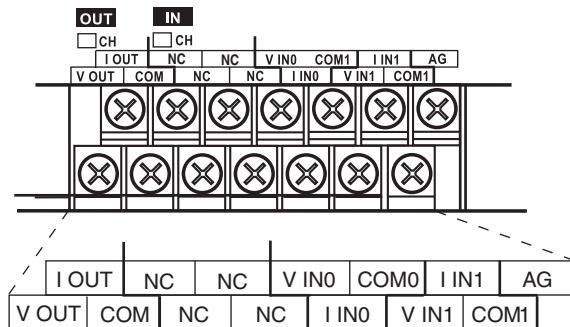 OUT IN
CH CH
I OUT NC NC V IN0 COM1 I IN1 AG
V OUT COM NC NC I IN0 V IN1 COM1
I OUT NC NC V IN0 COM0 I IN1 AG
V OUT COM NC NC I IN0 V IN1 COM1